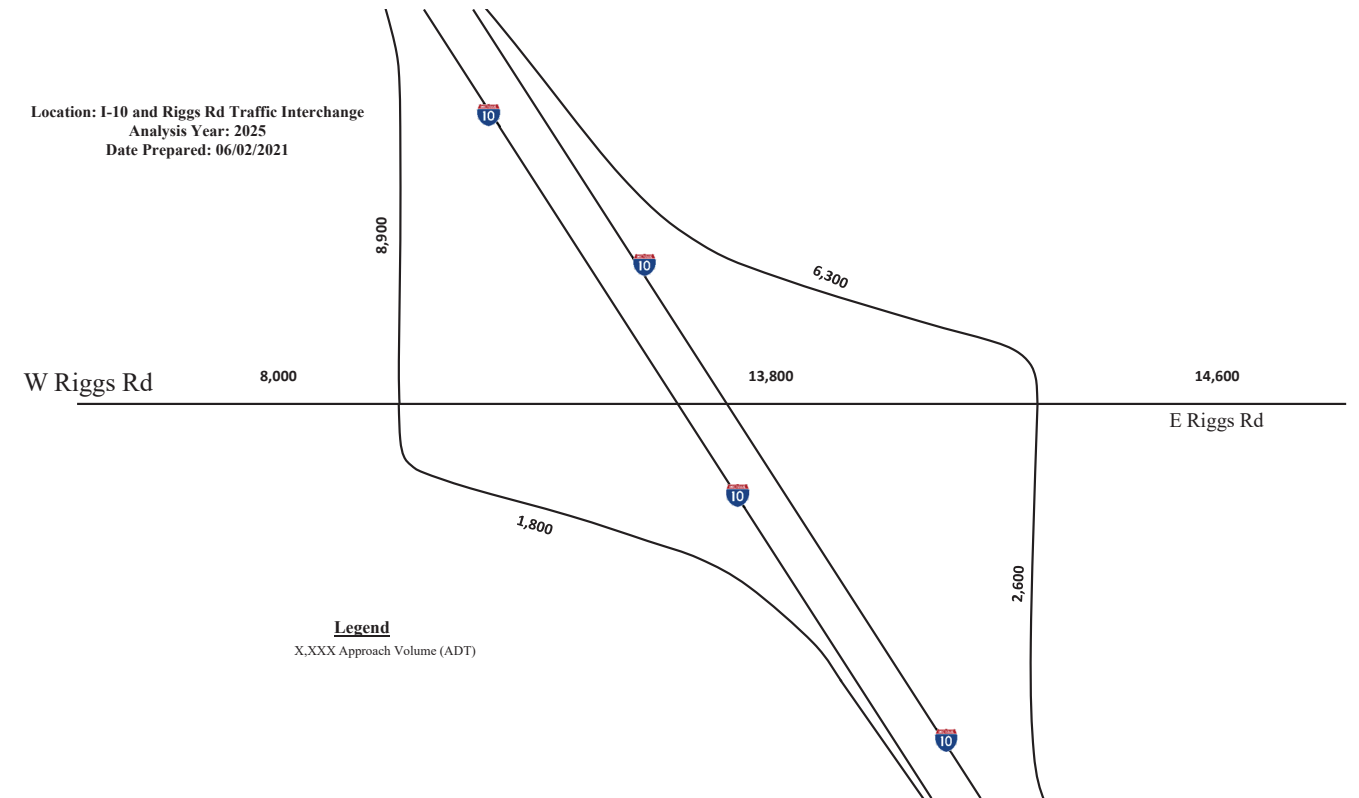 Location: I-10 and Riggs Rd Traffic Interchange
Analysis Year: 2025
Date Prepared: 06/02/2021
10
8,900
10
6,300
W Riggs Rd
8,000
13,800
14,600
E Riggs Rd
10
1,800
2,600
Legend
X,XXX Approach Volume (ADT)
10